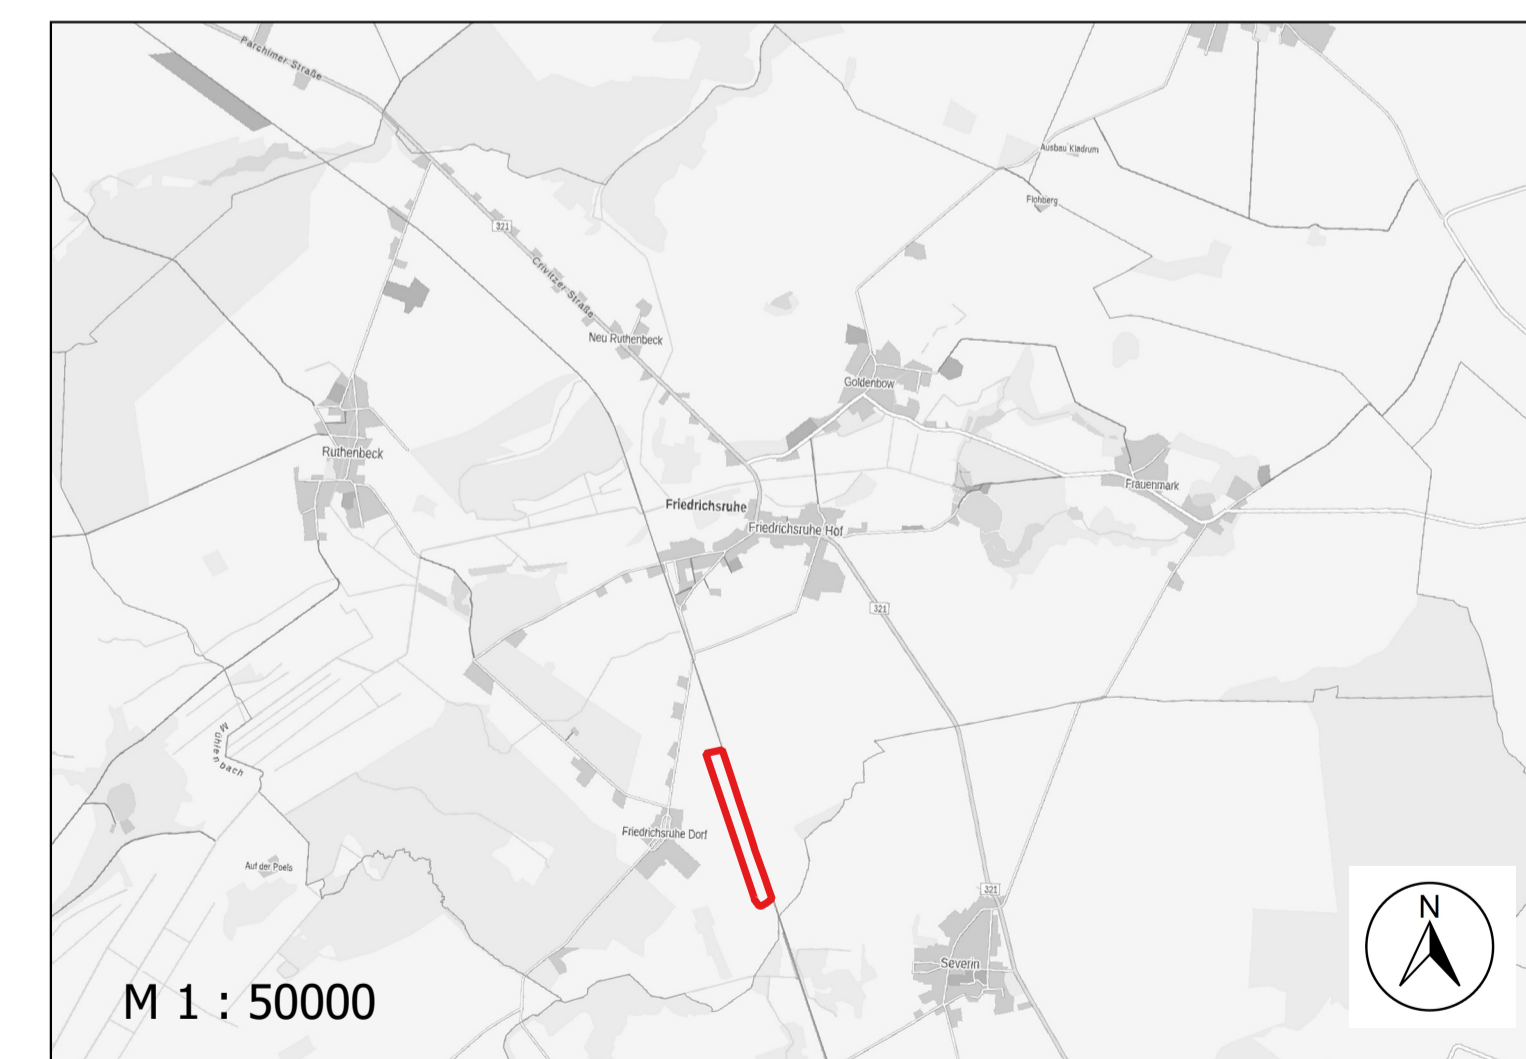 Parchimer Straße
Ausbau Kladrum
Flohberg
321
Crivitzer Straße
Neu Ruthenbeck
Goldenbow
Ruthenbeck
Frauenmark
Friedrichsruhe
Friedrichsruhe Hof
321
Mühlenbach
Friedrichsruhe Dorf
Auf der Poels
321
N
Severin
M 1 : 50000